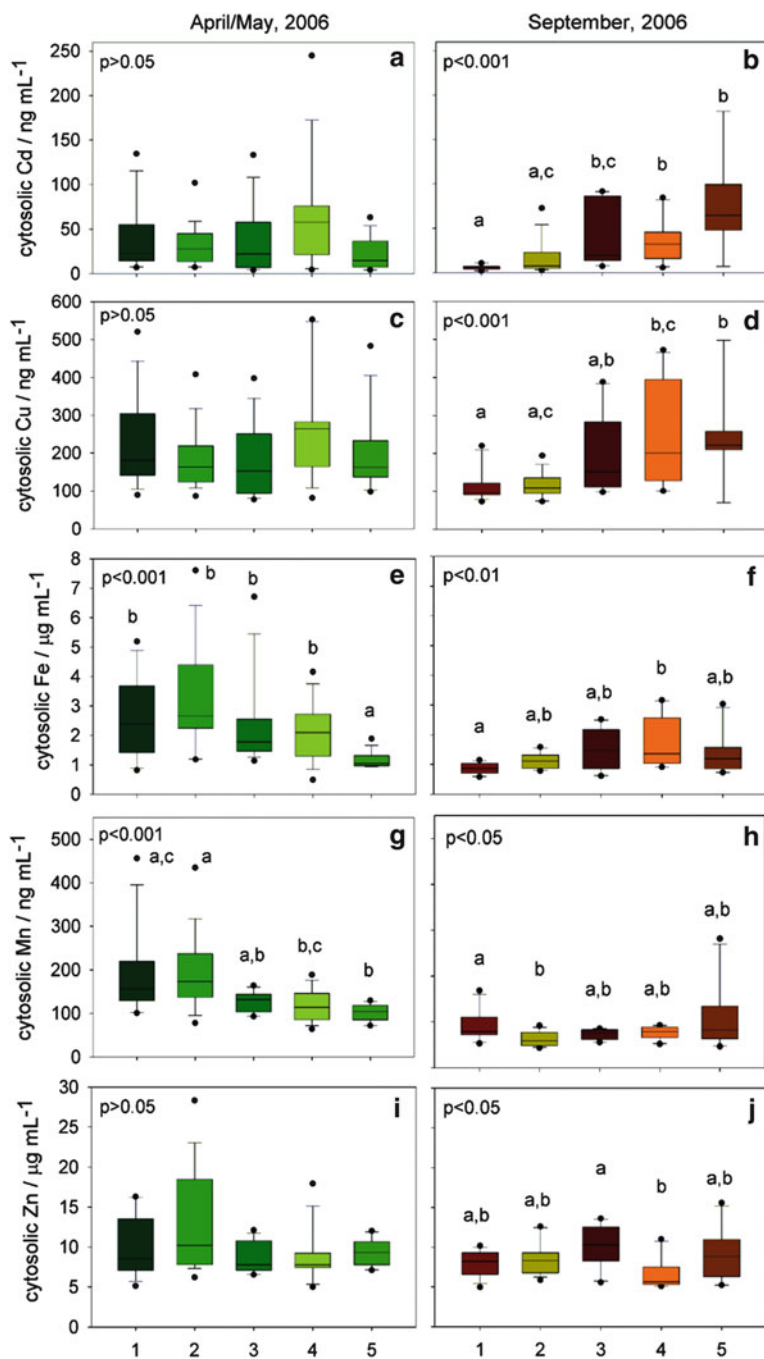 April/May, 2006
September, 2006
cytosolic Cd / ng mL⁻¹
250
200
150
100
50
0
p>0.05
a
p<0.001
b
a
a,c
b,c
b
b
cytosolic Cu / ng mL⁻¹
600
500
400
300
200
100
0
p>0.05
c
p<0.001
d
a
a,c
a,b
b,c
b
cytosolic Fe / µg mL⁻¹
8
7
6
5
4
3
2
1
0
p<0.001
e
b
b
b
b
a
p<0.01
f
a
a,b
a,b
b
a,b
cytosolic Mn / ng mL⁻¹
500
400
300
200
100
0
p<0.001
g
a,c
a
a,b
b,c
b
p<0.05
h
a
b
a,b
a,b
a,b
cytosolic Zn / µg mL⁻¹
30
25
20
15
10
5
0
p>0.05
i
p<0.05
j
a,b
a,b
a
b
a,b
1 2 3 4 5
1 2 3 4 5